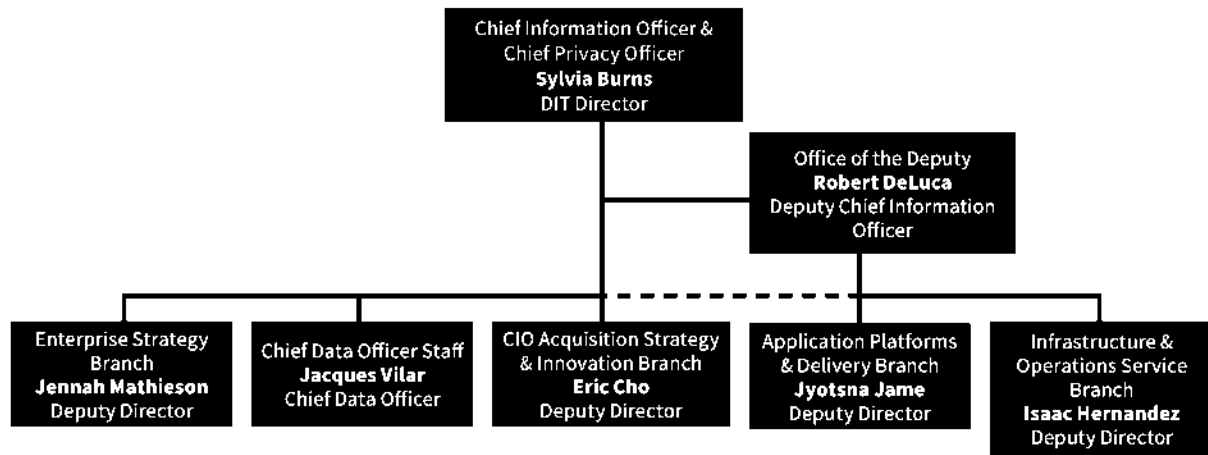 Chief Information Officer &
Chief Privacy Officer
Sylvia Burns
DIT Director
Office of the Deputy
Robert DeLuca
Deputy Chief Information
Officer
Enterprise Strategy
Branch
Jennah Mathieson
Deputy Director
Chief Data Officer Staff
Jacques Vilar
Chief Data Officer
CIO Acquisition Strategy
& Innovation Branch
Eric Cho
Deputy Director
Application Platforms
& Delivery Branch
Jyotsna Jame
Deputy Director
Infrastructure &
Operations Service
Branch
Isaac Hernandez
Deputy Director